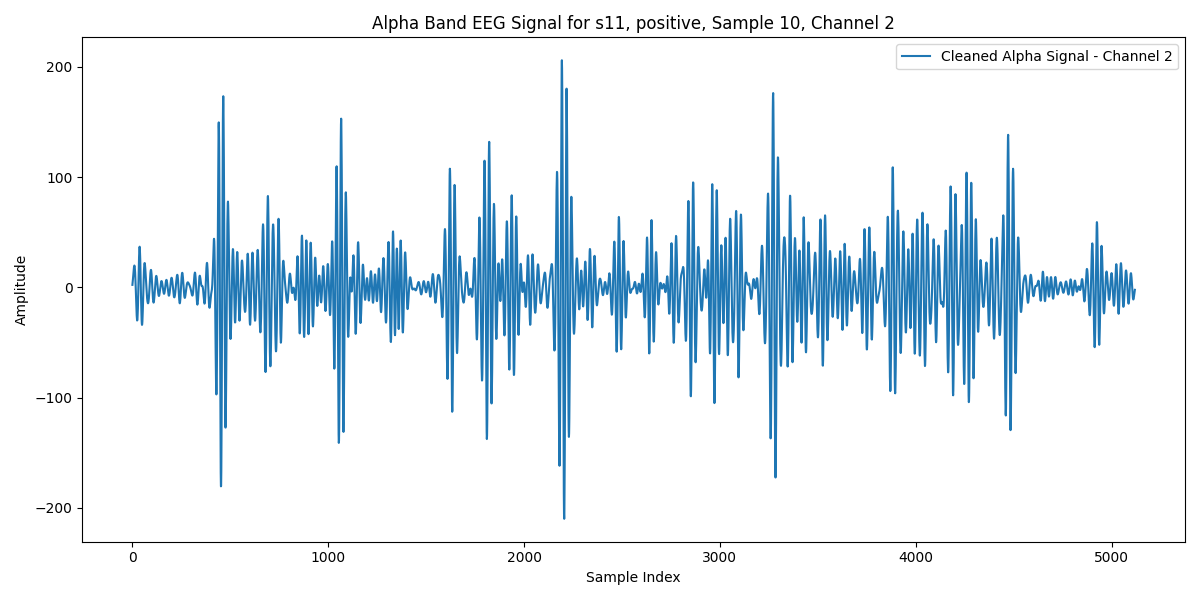 Alpha Band EEG Signal for s11, positive, Sample 10, Channel 2
Cleaned Alpha Signal - Channel 2
Amplitude
200
100
0
−100
−200
0 1000 2000 3000 4000 5000
Sample Index